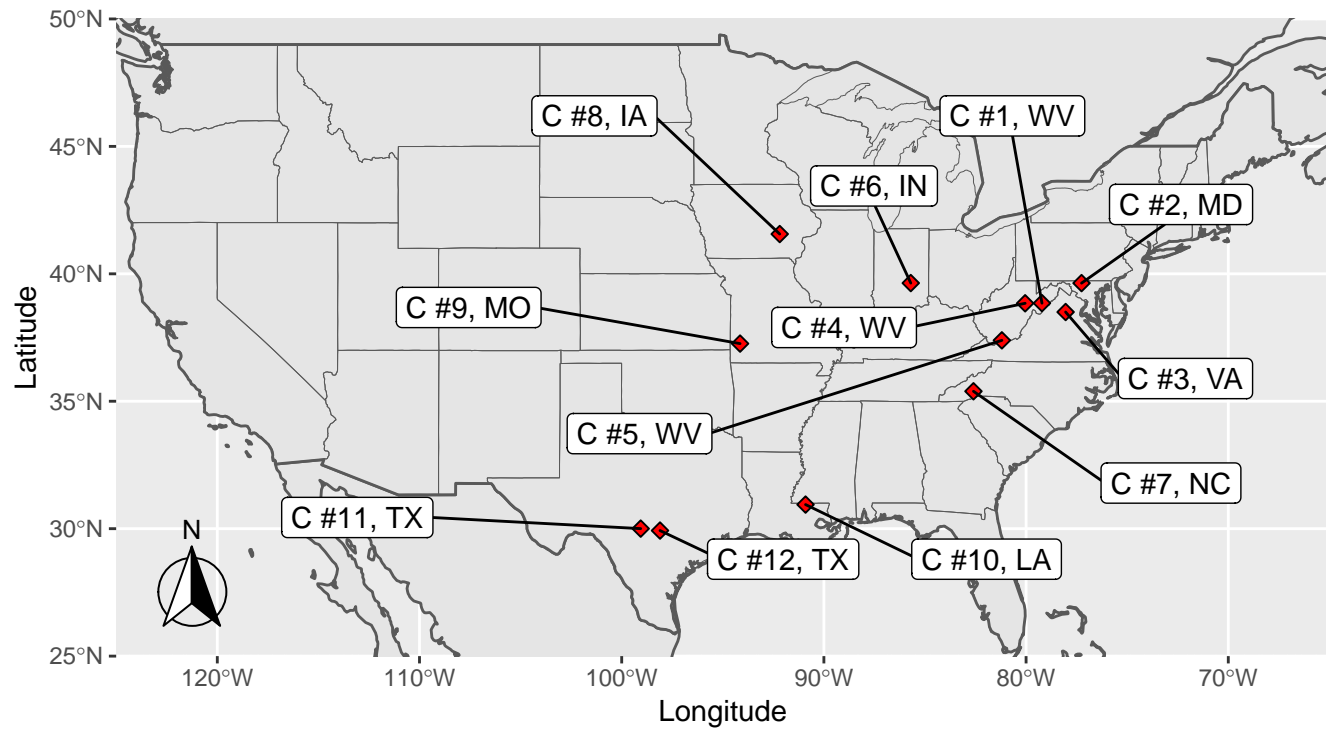 50°N
45°N
40°N
35°N
30°N
25°N
Latitude
C #8, IA
C #1, WV
C #6, IN
C #2, MD
C #9, MO
C #4, WV
C #3, VA
C #5, WV
C #7, NC
C #11, TX
C #12, TX
C #10, LA
N
120°W
110°W
100°W
90°W
80°W
70°W
Longitude